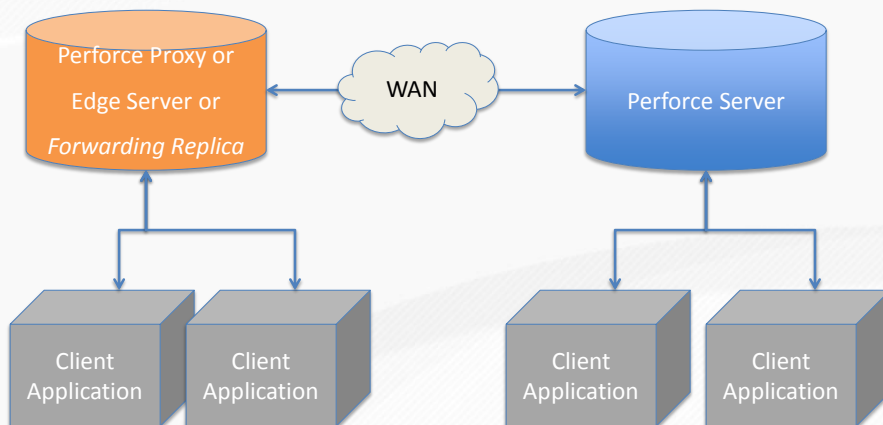 Perforce Proxy or
Edge Server or
Forwarding Replica
WAN
Perforce Server
Client
Application
Client
Application
Client
Application
Client
Application